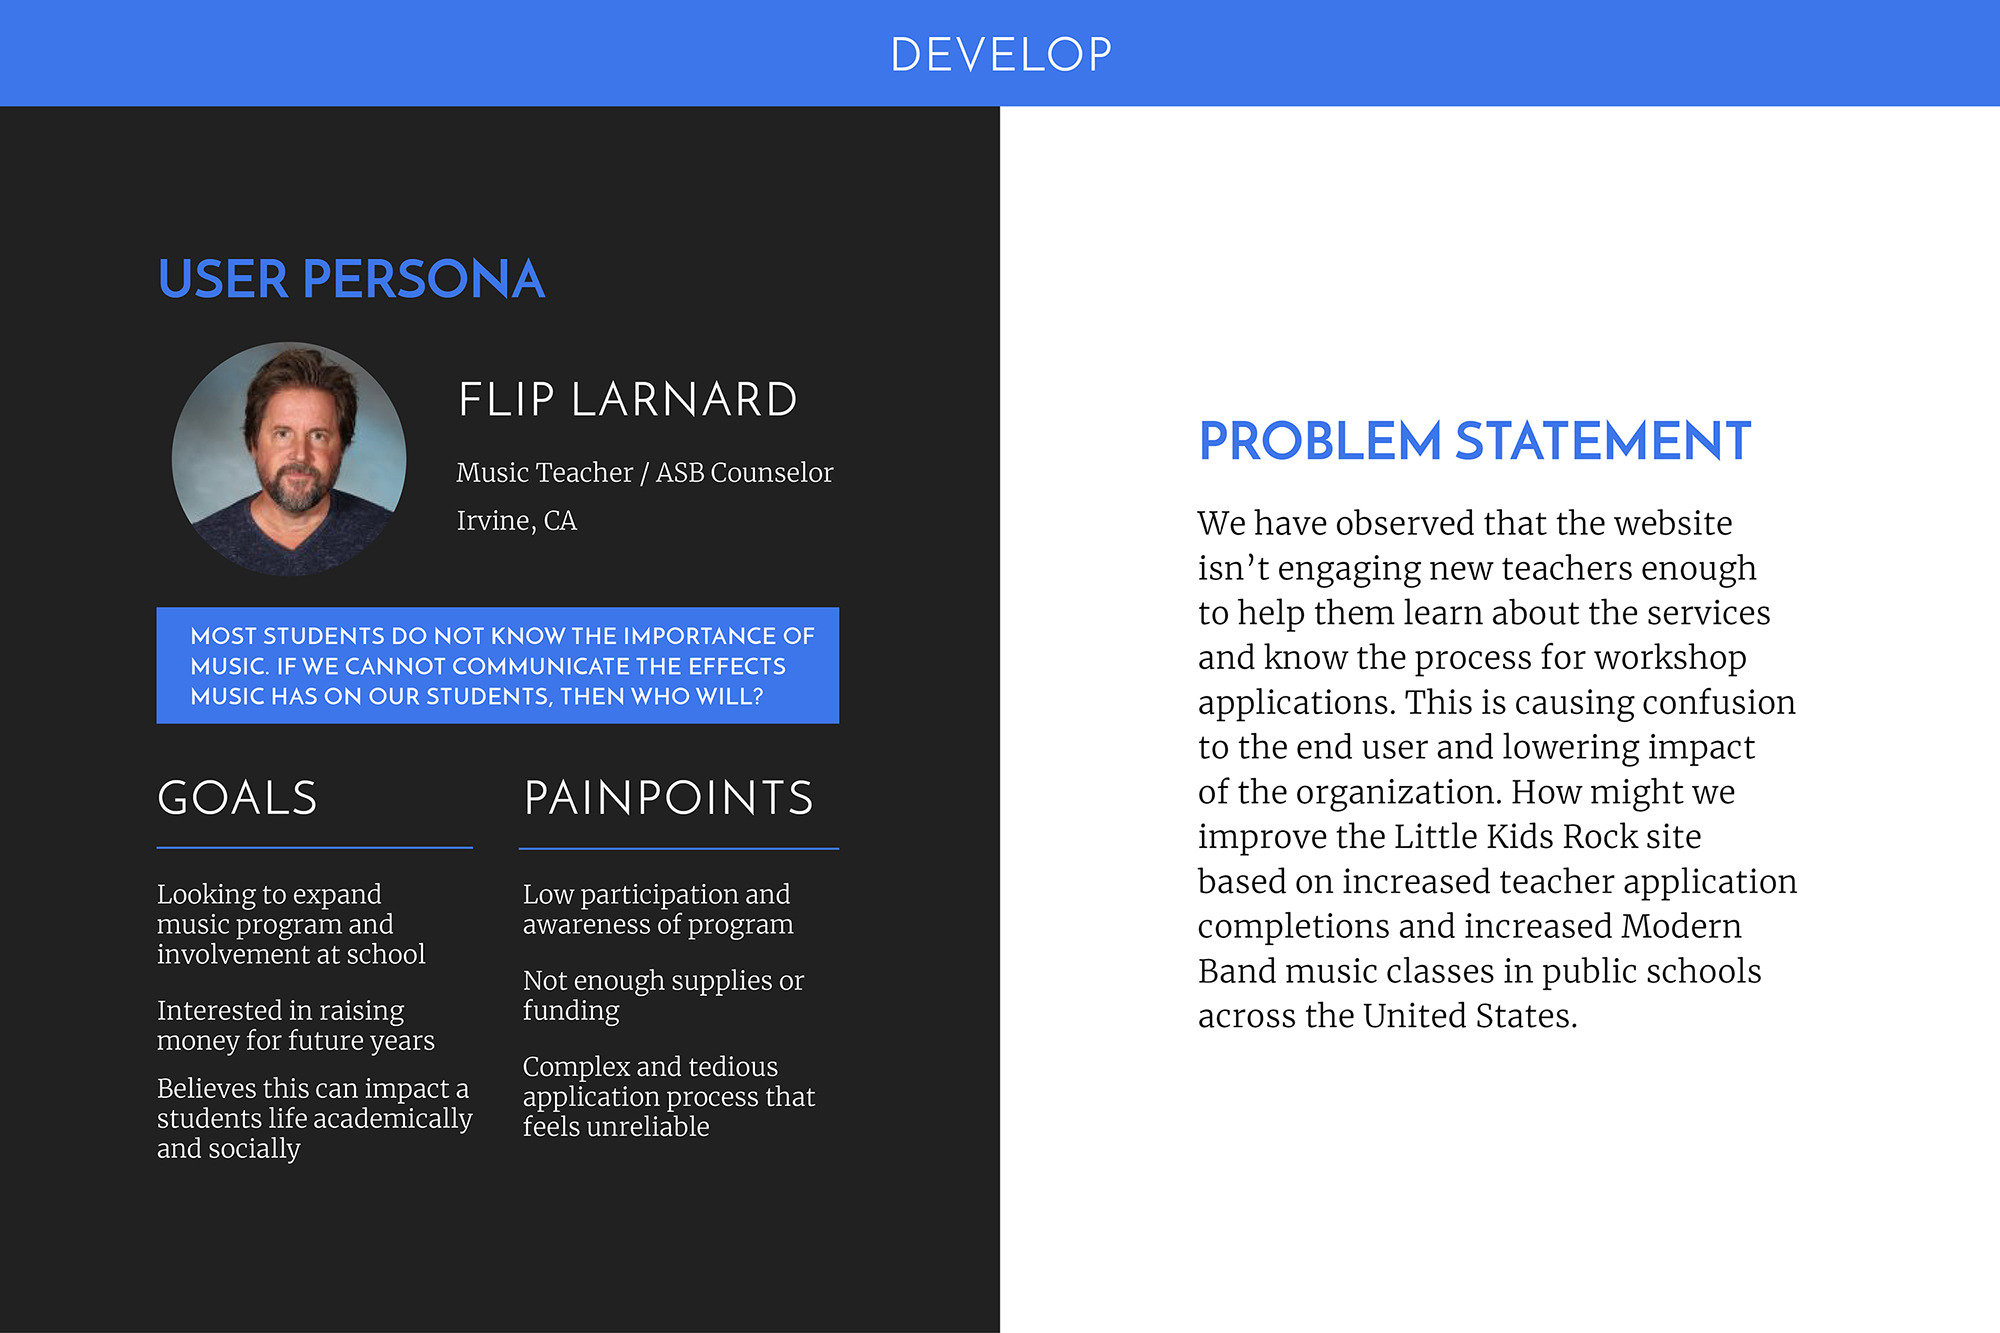 DEVELOP
USER PERSONA
FLIP LARNARD
Music Teacher / ASB Counselor
Irvine, CA
MOST STUDENTS DO NOT KNOW THE IMPORTANCE OF
MUSIC. IF WE CANNOT COMMUNICATE THE EFFECTS
MUSIC HAS ON OUR STUDENTS, THEN WHO WILL?
GOALS
Looking to expand
music program and
involvement at school
Interested in raising
money for future years
Believes this can impact a
students life academically
and socially
PAINPOINTS
Low participation and
awareness of program
Not enough supplies or
funding
Complex and tedious
application process that
feels unreliable
PROBLEM STATEMENT
We have observed that the website
isn’t engaging new teachers enough
to help them learn about the services
and know the process for workshop
applications. This is causing confusion
to the end user and lowering impact
of the organization. How might we
improve the Little Kids Rock site
based on increased teacher application
completions and increased Modern
Band music classes in public schools
across the United States.